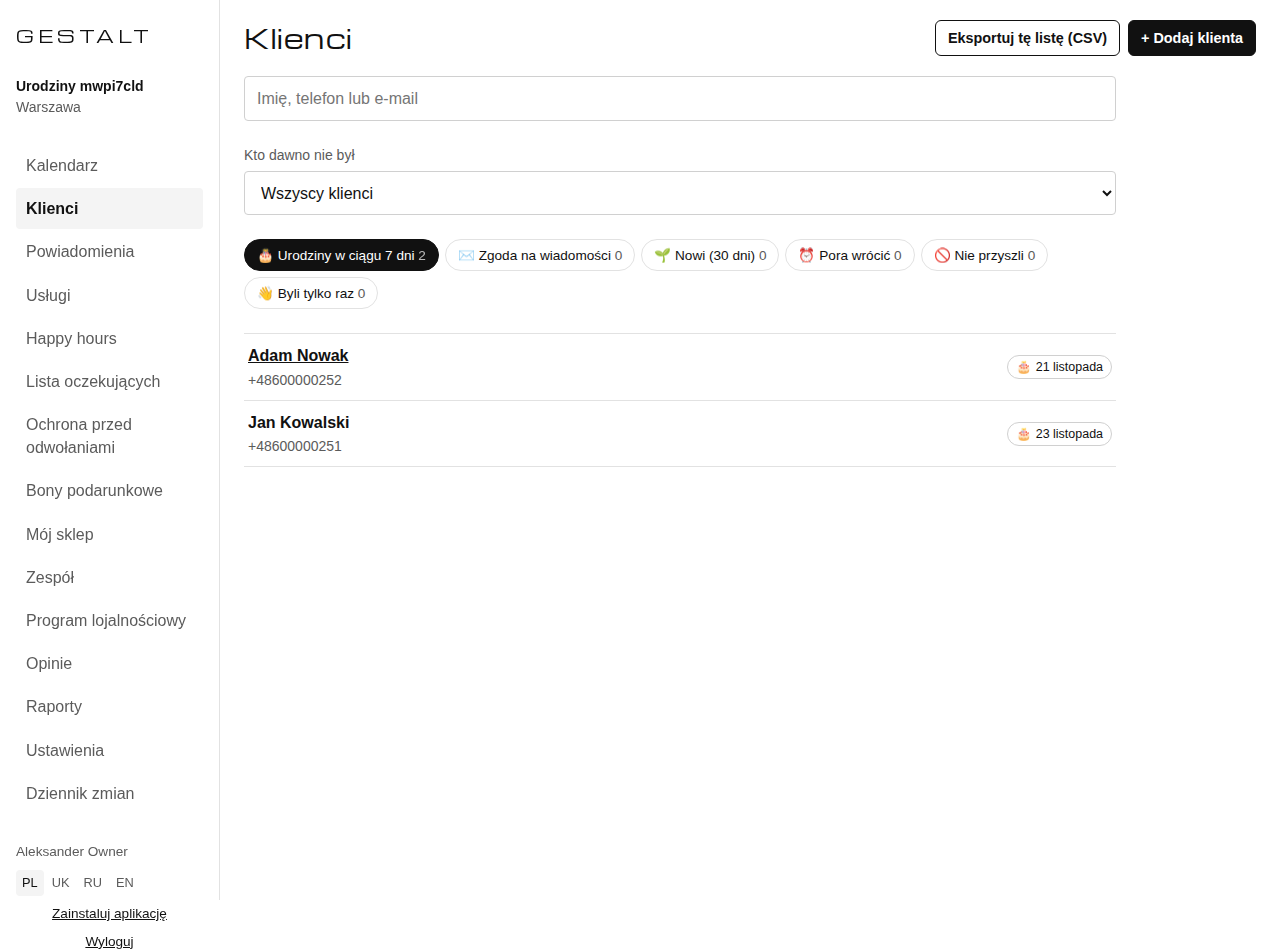 GESTALT
Urodziny mwpi7cld
Warszawa
Kalendarz
Klienci
Powiadomienia
Usługi
Happy hours
Lista oczekujących
Ochrona przed
odwołaniami
Bony podarunkowe
Mój sklep
Zespół
Program lojalnościowy
Opinie
Raporty
Ustawienia
Dziennik zmian
Aleksander Owner
PL UK RU EN
Zainstaluj aplikację
Wyloguj
Klienci
Eksportuj tę listę (CSV)
+ Dodaj klienta
Imię, telefon lub e-mail
Kto dawno nie był
Wszyscy klienci
🎂 Urodziny w ciągu 7 dni 2
✉️ Zgoda na wiadomości 0
🌱 Nowi (30 dni) 0
⏰ Pora wrócić 0
🚫 Nie przyszli 0
👋 Byli tylko raz 0
Adam Nowak
+48600000252
🎂 21 listopada
Jan Kowalski
+48600000251
🎂 23 listopada